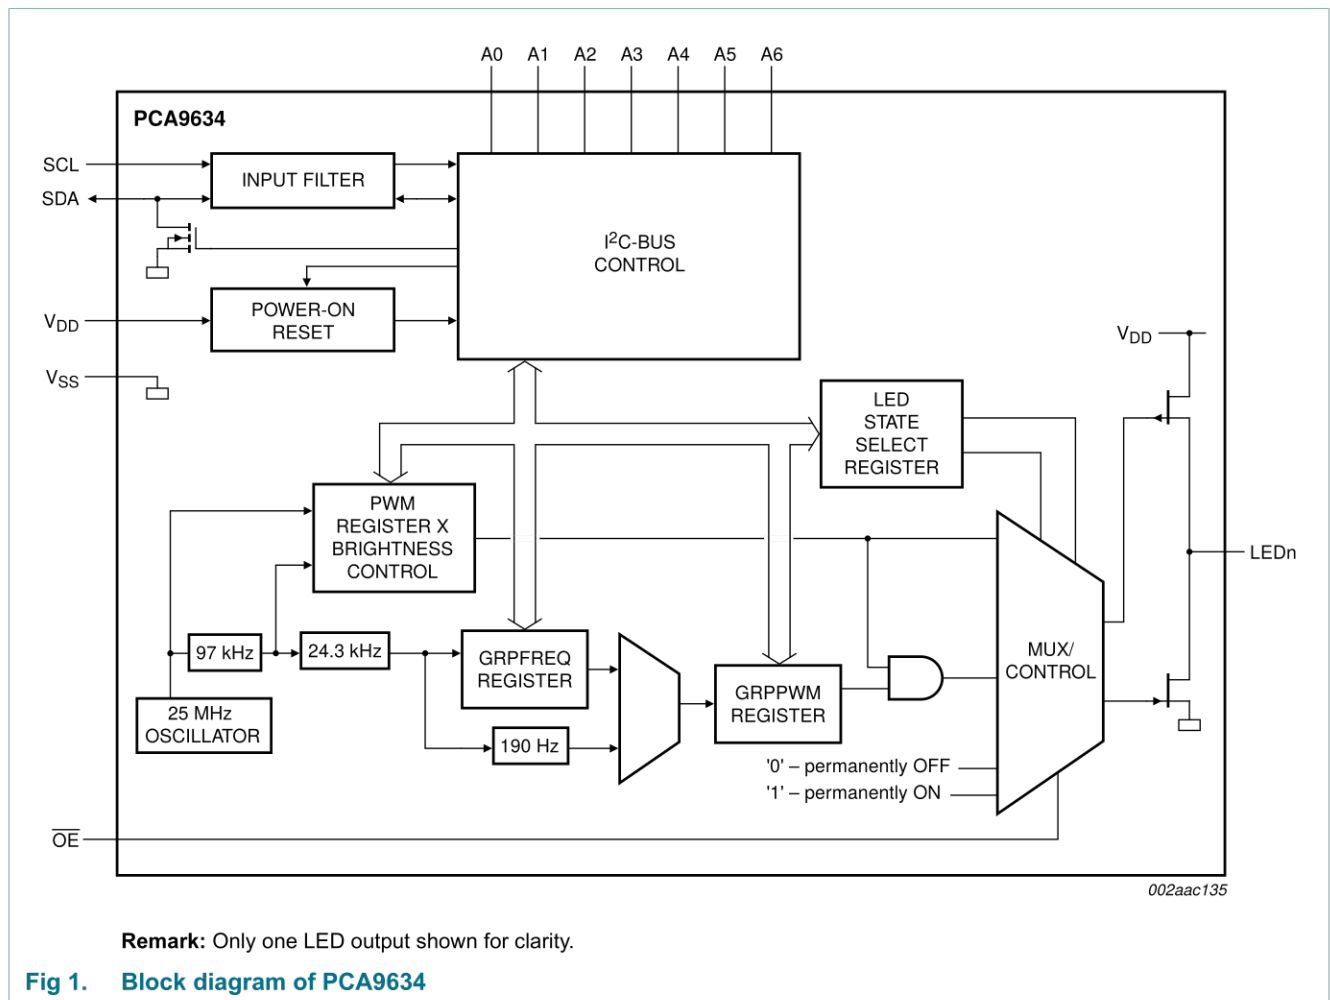 A0 A1 A2 A3 A4 A5 A6
PCA9634
SCL
SDA
INPUT FILTER
I²C-BUS
CONTROL
POWER-ON
RESET
VDD
VSS
VDD
LED
STATE
SELECT
REGISTER
PWM
REGISTER X
BRIGHTNESS
CONTROL
LEDn
97 kHz
24.3 kHz
GRPFREQ
REGISTER
MUX/
CONTROL
GRPPWM
REGISTER
25 MHz
OSCILLATOR
190 Hz
'0' – permanently OFF
'1' – permanently ON
O̅E̅
002aac135
Remark: Only one LED output shown for clarity.
Fig 1. Block diagram of PCA9634